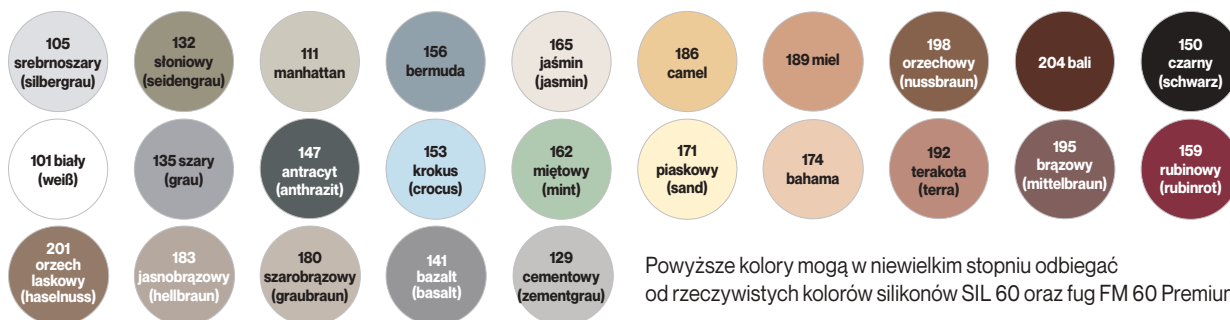 105
srebrnoszary
(silbergrau)
132
słoniowy
(seidengrau)
111
manhattan
156
bermuda
165
jaśmin
(jasmin)
186
camel
189 miel
198
orzechowy
(nussbraun)
204 bali
150
czarny
(schwarz)
101 biały
(weiß)
135 szary
(grau)
147
antracyt
(anthrazit)
153
krokus
(crocus)
162
miętowy
(mint)
171
piaskowy
(sand)
174
bahama
192
terakota
(terra)
195
brązowy
(mittelbraun)
159
rubinowy
(rubinrot)
201
orzech
laskowy
(haselnuss)
183
jasnobrązowy
(hellbraun)
180
szarobrązowy
(graubraun)
141
bazalt
(basalt)
129
cementowy
(zementgrau)
Powyższe kolory mogą w niewielkim stopniu odbiegać
od rzeczywistych kolorów silikonów SIL 60 oraz fug FM 60 Premium